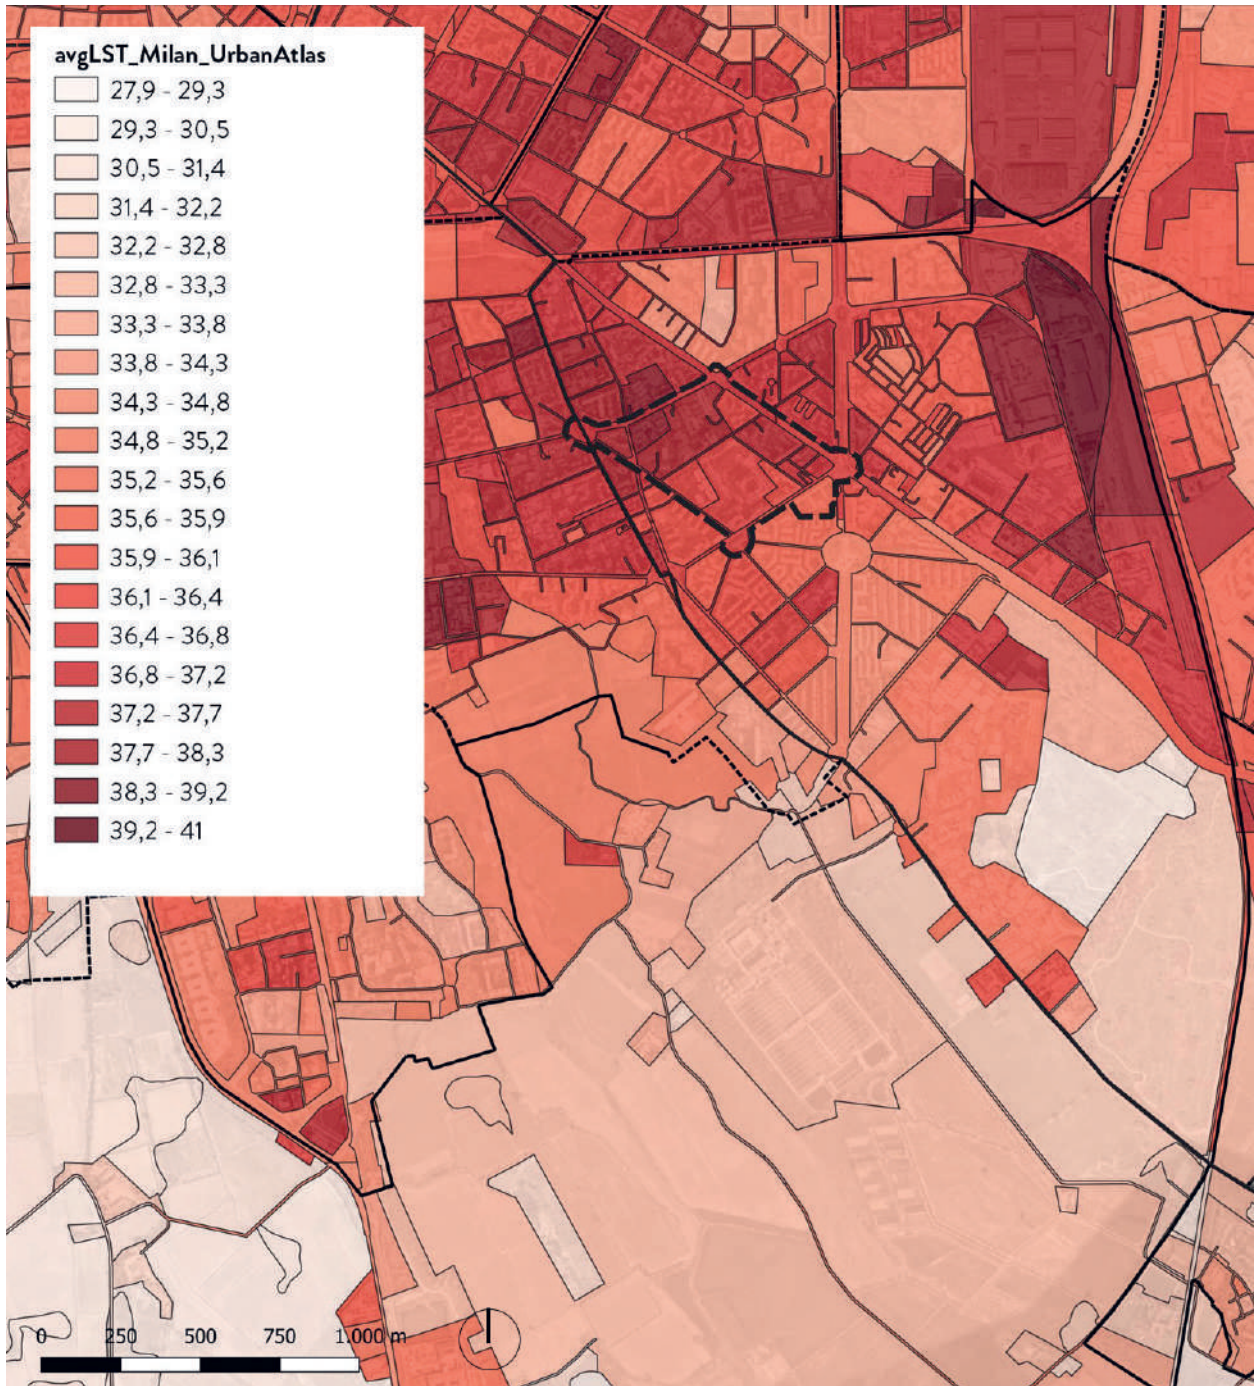 avgLST_Milan_UrbanAtlas
27,9 - 29,3
29,3 - 30,5
30,5 - 31,4
31,4 - 32,2
32,2 - 32,8
32,8 - 33,3
33,3 - 33,8
33,8 - 34,3
34,3 - 34,8
34,8 - 35,2
35,2 - 35,6
35,6 - 35,9
35,9 - 36,1
36,1 - 36,4
36,4 - 36,8
36,8 - 37,2
37,2 - 37,7
37,7 - 38,3
38,3 - 39,2
39,2 - 41
0 250 500 750 1.000 m